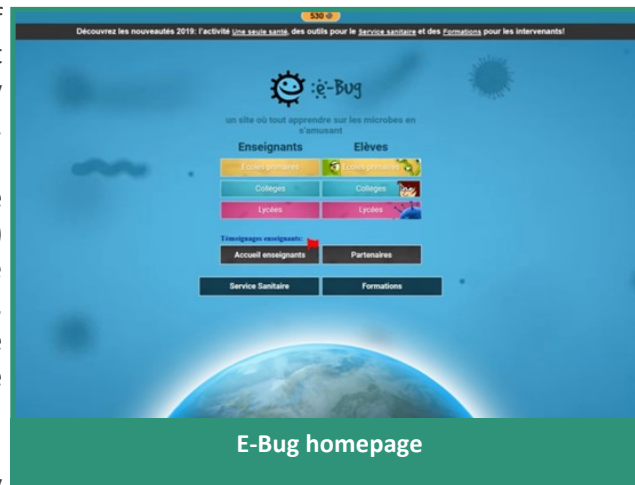 530
Découvrez les nouveautés 2019: l'activité Une seule santé, des outils pour le Service sanitaire et des Formations pour les intervenants!
:e-Bug
un site où tout apprendre sur les microbes en
s'amusant
Enseignants Elèves
Ecoles primaires Ecoles primaires
Collèges Collèges
Lycées Lycées
Témoignages enseignants:
Accueil enseignants Partenaires
Service Sanitaire Formations
E-Bug homepage